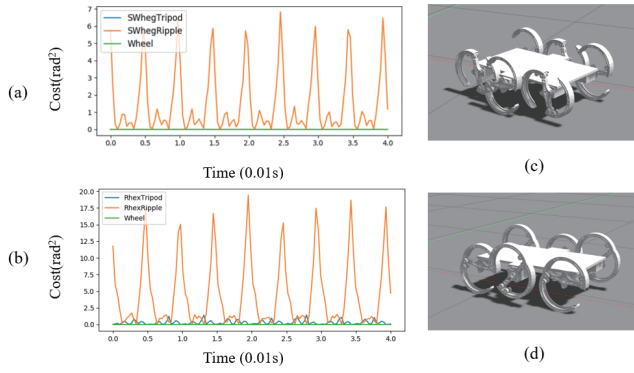 (a)
Cost(rad²)
7
6
5
4
3
2
1
0
SWhegTripod
SWhegRipple
Wheel
0.0 0.5 1.0 1.5 2.0 2.5 3.0 3.5 4.0
Time (0.01s)
(c)
(b)
Cost(rad²)
20.0
17.5
15.0
12.5
10.0
7.5
5.0
2.5
0.0
RhexTripod
RhexRipple
Wheel
0.0 0.5 1.0 1.5 2.0 2.5 3.0 3.5 4.0
Time (0.01s)
(d)